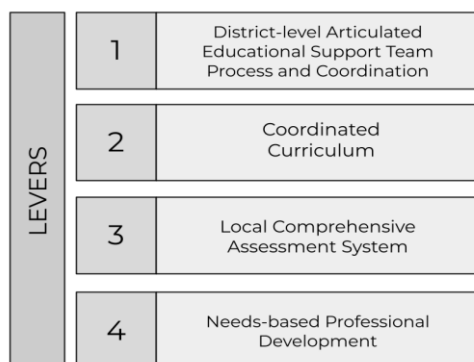 LEVERS
1
District-level Articulated
Educational Support Team
Process and Coordination
2
Coordinated
Curriculum
3
Local Comprehensive
Assessment System
4
Needs-based Professional
Development